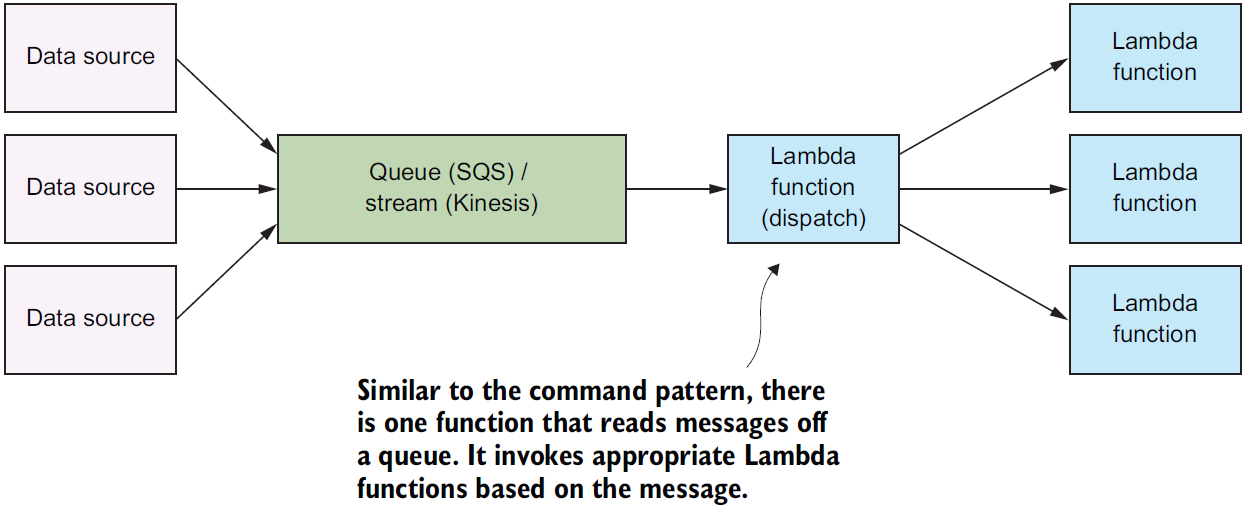 Data source
Data source
Data source
Queue (SQS) /
stream (Kinesis)
Lambda
function
(dispatch)
Lambda
function
Lambda
function
Lambda
function
Similar to the command pattern, there
is one function that reads messages off
a queue. It invokes appropriate Lambda
functions based on the message.